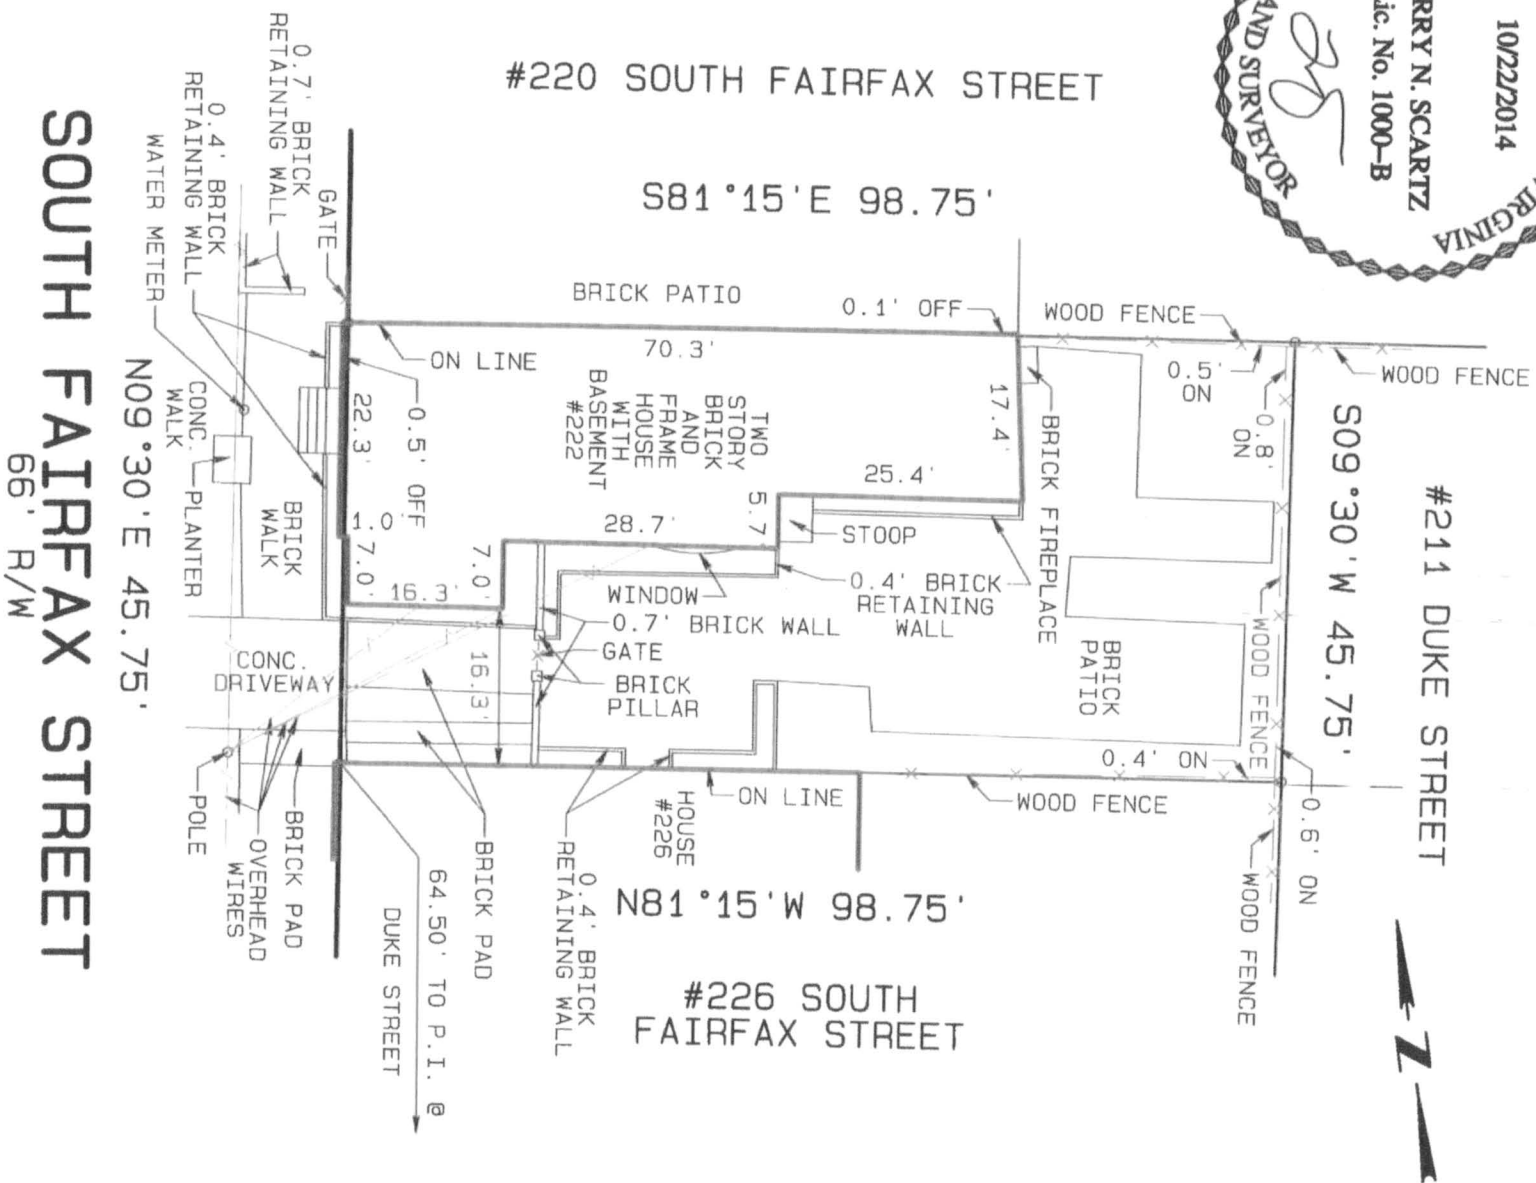 10/22/2014
RRY N. SCARTZ
ic. No. 1000-B
AND SURVEYOR
IRGINIA
#220 SOUTH FAIRFAX STREET
S81°15'E 98.75'
0.7' BRICK
RETAINING WALL
0.4' BRICK
RETAINING WALL
WATER METER
GATE
BRICK PATIO
0.1' OFF
WOOD FENCE
WOOD FENCE
0.5'
ON
0.8'
ON
ON LINE
70.3'
0.5' OFF
22.3'
TWO
STORY
BRICK
AND
FRAME
HOUSE
WITH
BASEMENT
#222
17.4'
BRICK FIREPLACE
25.4'
5.7'
STOOP
28.7'
1.0'
7.0'
16.3'
7.0'
WINDOW
0.4' BRICK
RETAINING
WALL
0.7' BRICK WALL
GATE
BRICK
PILLAR
16.3'
BRICK
PATIO
WOOD FENCE
S09°30'W 45.75'
#211 DUKE STREET
SOUTH FAIRFAX STREET
66' R/W
N09°30'E 45.75'
CONC.
WALK
PLANTER
BRICK
WALK
CONC.
DRIVEWAY
POLE
OVERHEAD
WIRES
BRICK PAD
BRICK PAD
64.50' TO P.I. @
DUKE STREET
0.4' BRICK
RETAINING WALL
HOUSE
#226
ON LINE
0.4' ON
WOOD FENCE
0.6' ON
WOOD FENCE
WOOD FENCE
N81°15'W 98.75'
#226 SOUTH
FAIRFAX STREET
N